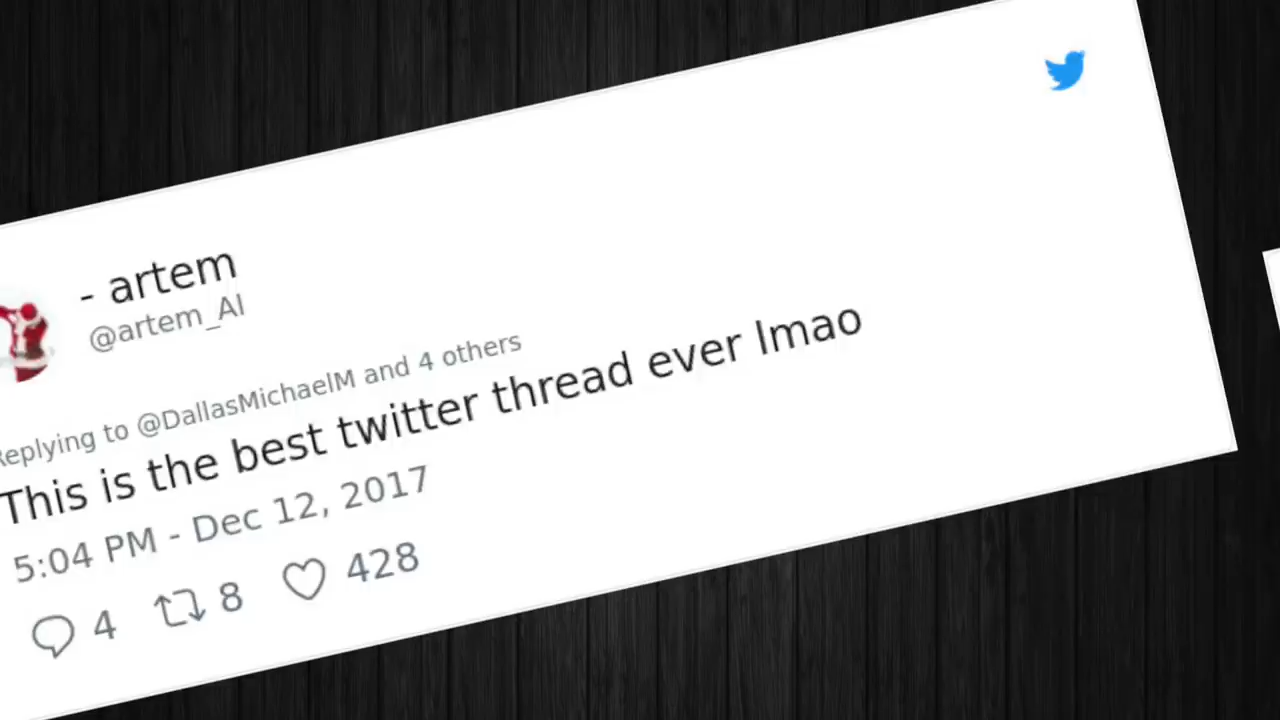 - artem
@artem_Al
Replying to @DallasMichaelM and 4 others
This is the best twitter thread ever lmao
5:04 PM - Dec 12, 2017
4 8 428